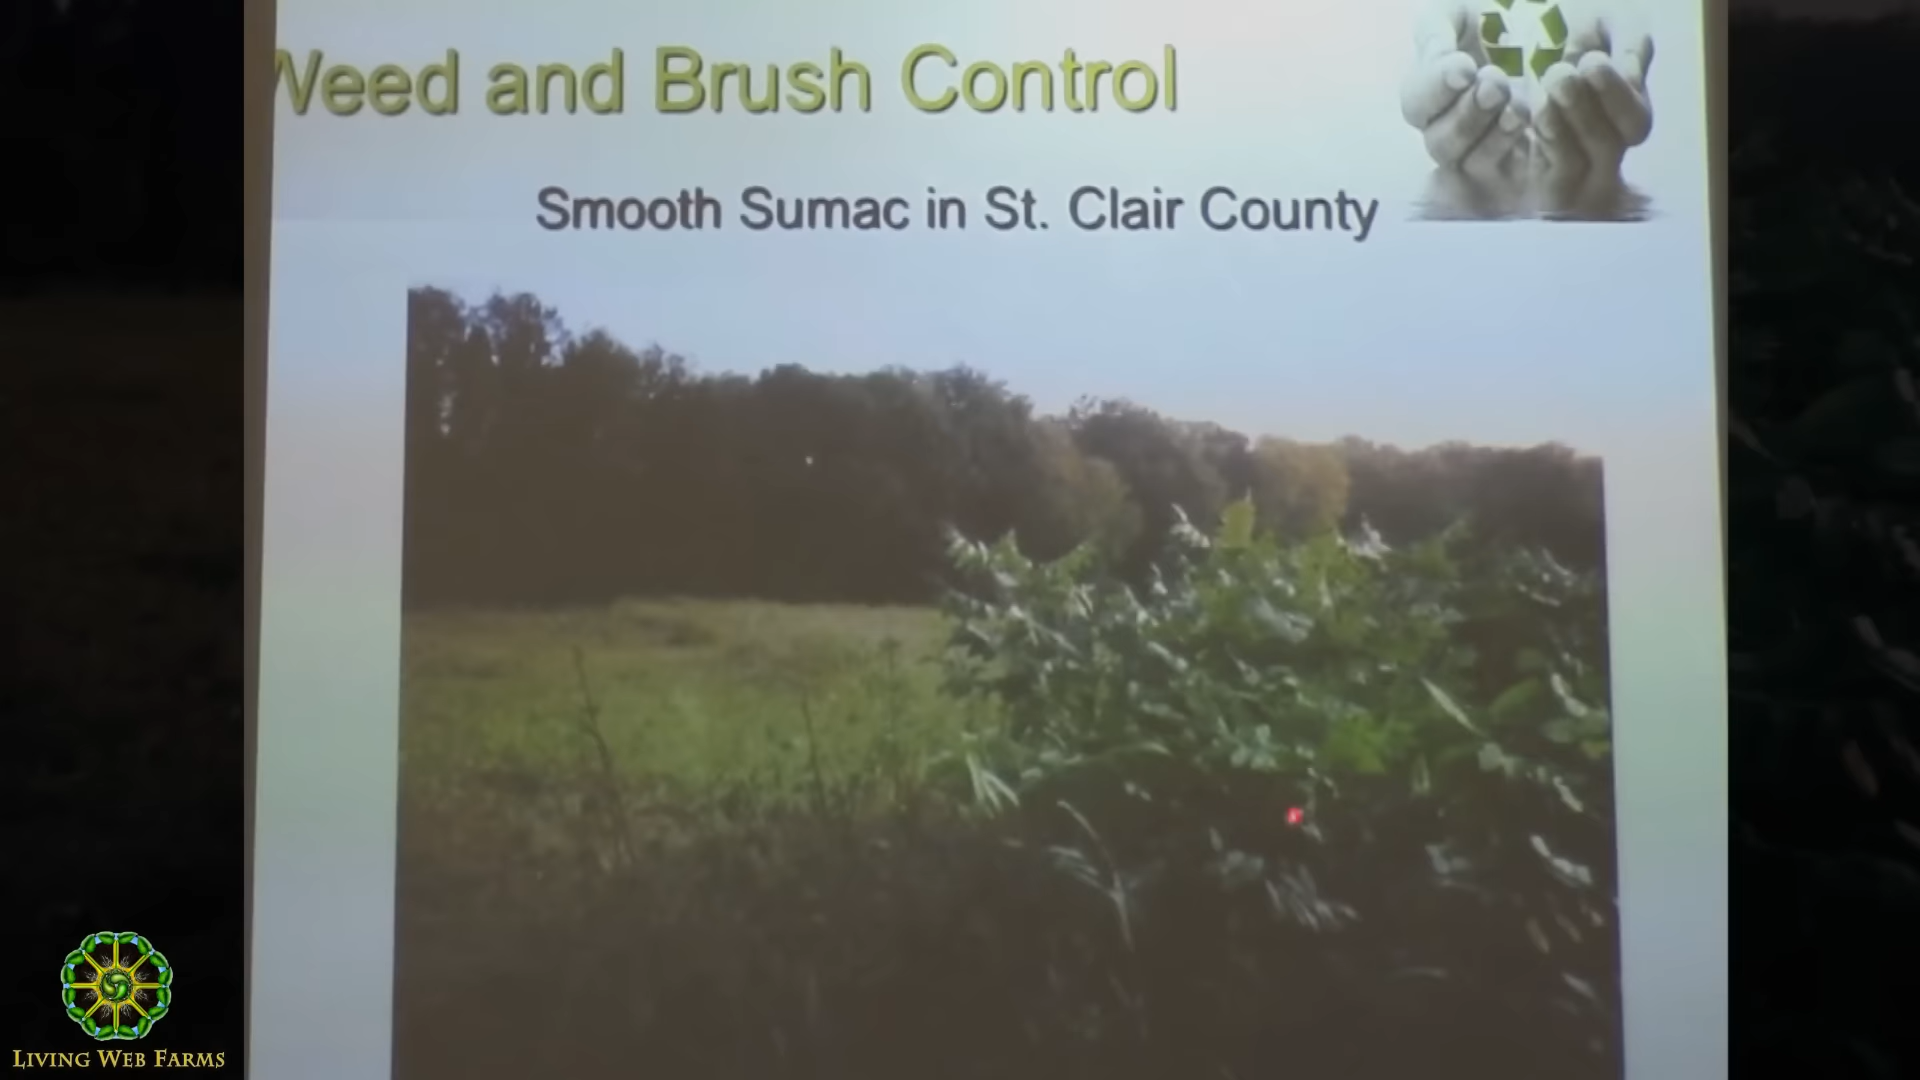 Weed and Brush Control
Smooth Sumac in St. Clair County
LIVING WEB FARMS